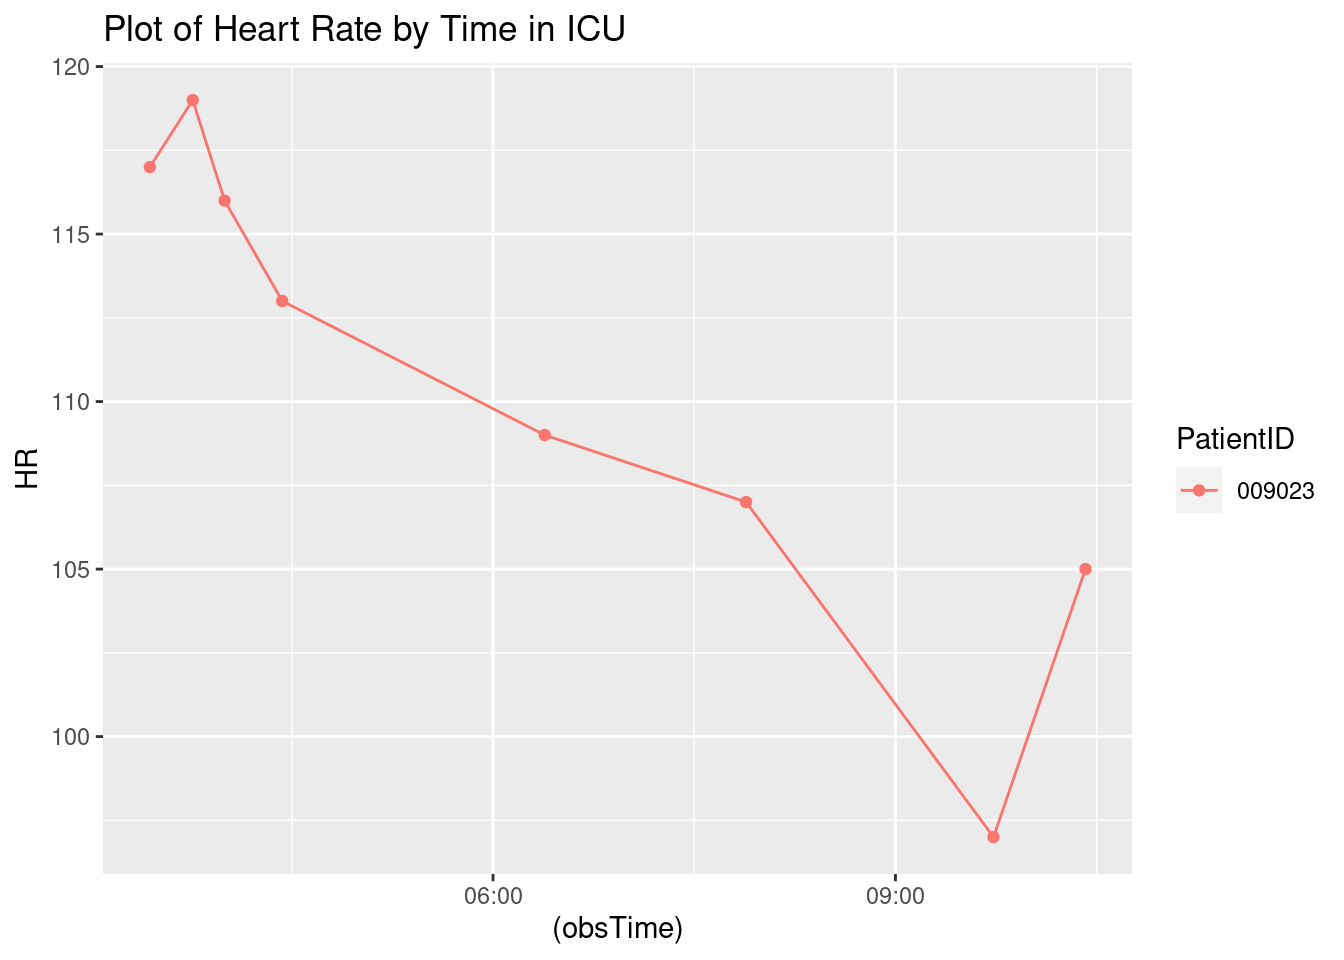 Plot of Heart Rate by Time in ICU
120
115
110
105
100
HR
06:00
09:00
(obsTime)
PatientID
009023